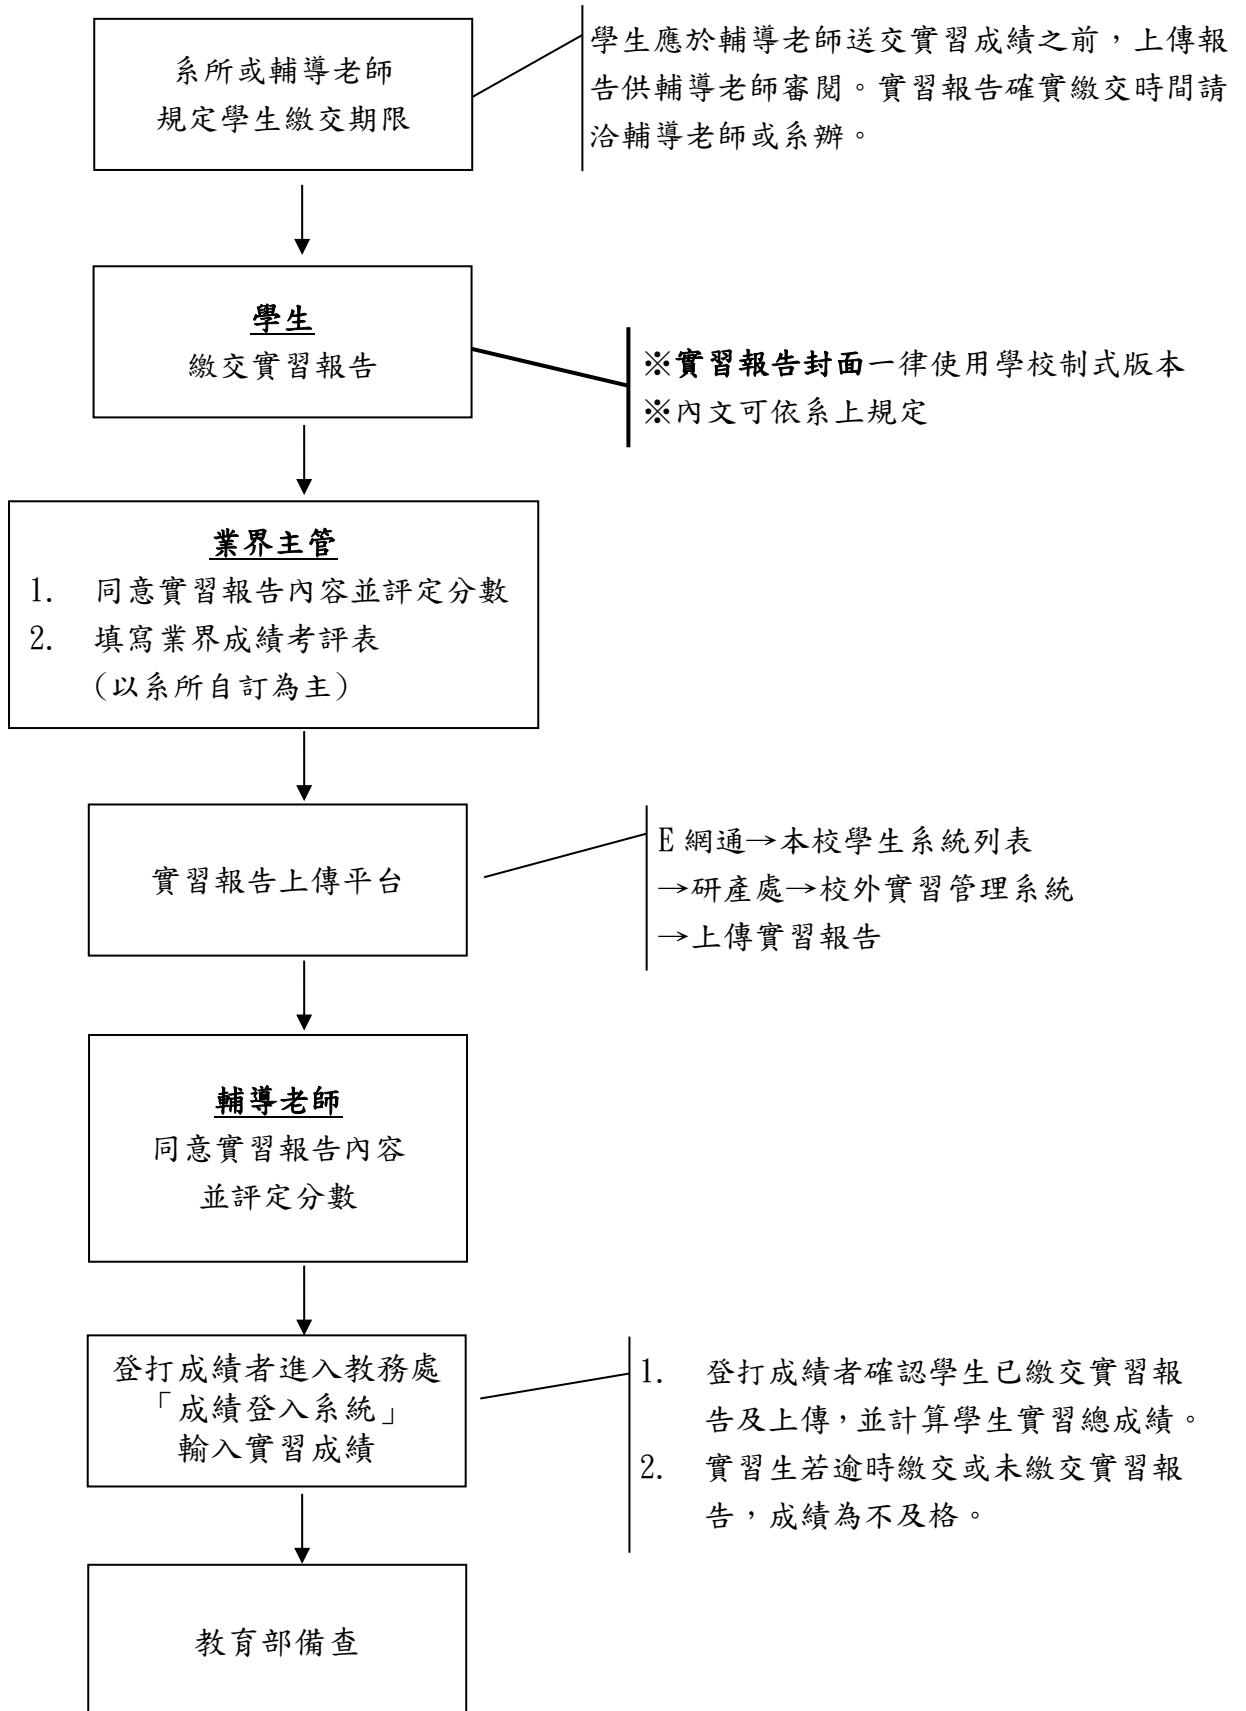 系所或輔導老師
規定學生繳交期限
學生應於輔導老師送交實習成績之前，上傳報
告供輔導老師審閱。實習報告確實繳交時間請
洽輔導老師或系辦。
學生
繳交實習報告
※實習報告封面一律使用學校制式版本
※內文可依系上規定
業界主管
1. 同意實習報告內容並評定分數
2. 填寫業界成績考評表
(以系所自訂為主)
實習報告上傳平台
E 網通→本校學生系統列表
→研產處→校外實習管理系統
→上傳實習報告
輔導老師
同意實習報告內容
並評定分數
登打成績者進入教務處
「成績登入系統」
輸入實習成績
1. 登打成績者確認學生已繳交實習報
告及上傳，並計算學生實習總成績。
2. 實習生若逾時繳交或未繳交實習報
告，成績為不及格。
教育部備查